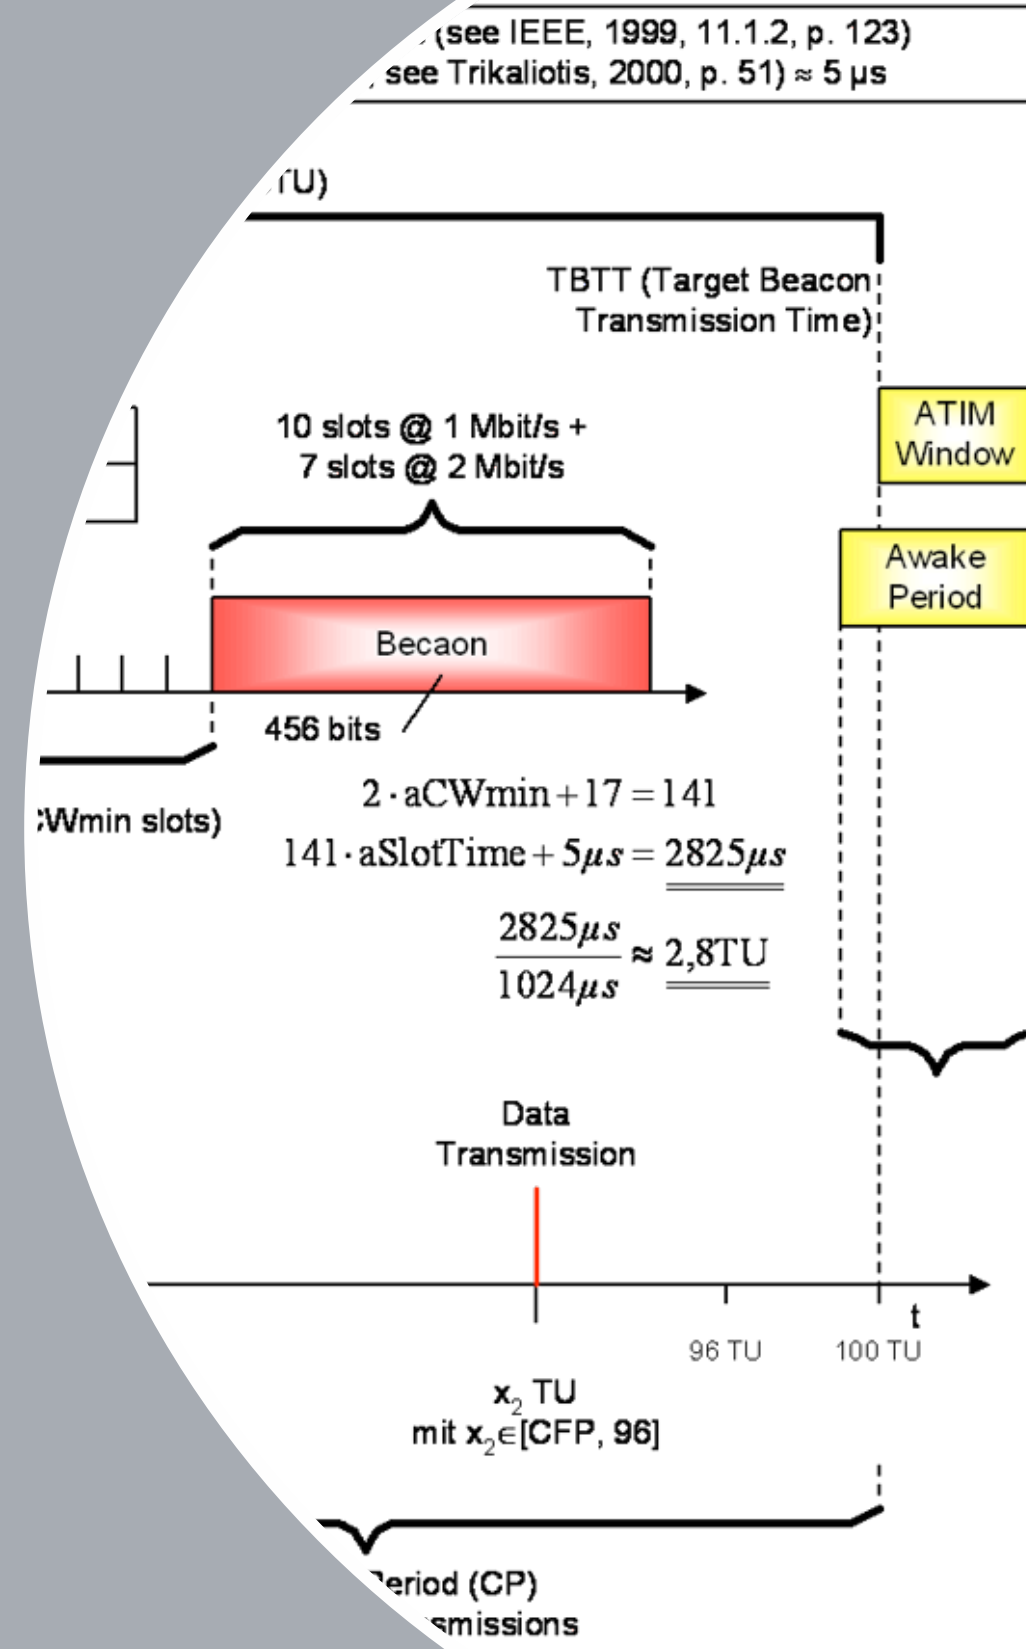 (see IEEE, 1999, 11.1.2, p. 123)
see Trikaliotis, 2000, p. 51) ≈ 5 µs
TU)
TBTT (Target Beacon
Transmission Time)
ATIM
Window
10 slots @ 1 Mbit/s +
7 slots @ 2 Mbit/s
Awake
Period
Becaon
456 bits
CWmin slots)
2 · aCWmin + 17 = 141
141 · aSlotTime + 5µs = 2825µs
2825µs
1024µs
≈ 2,8TU
Data
Transmission
t
96 TU
100 TU
x₂ TU
mit x₂∈[CFP, 96]
Period (CP)
smissions